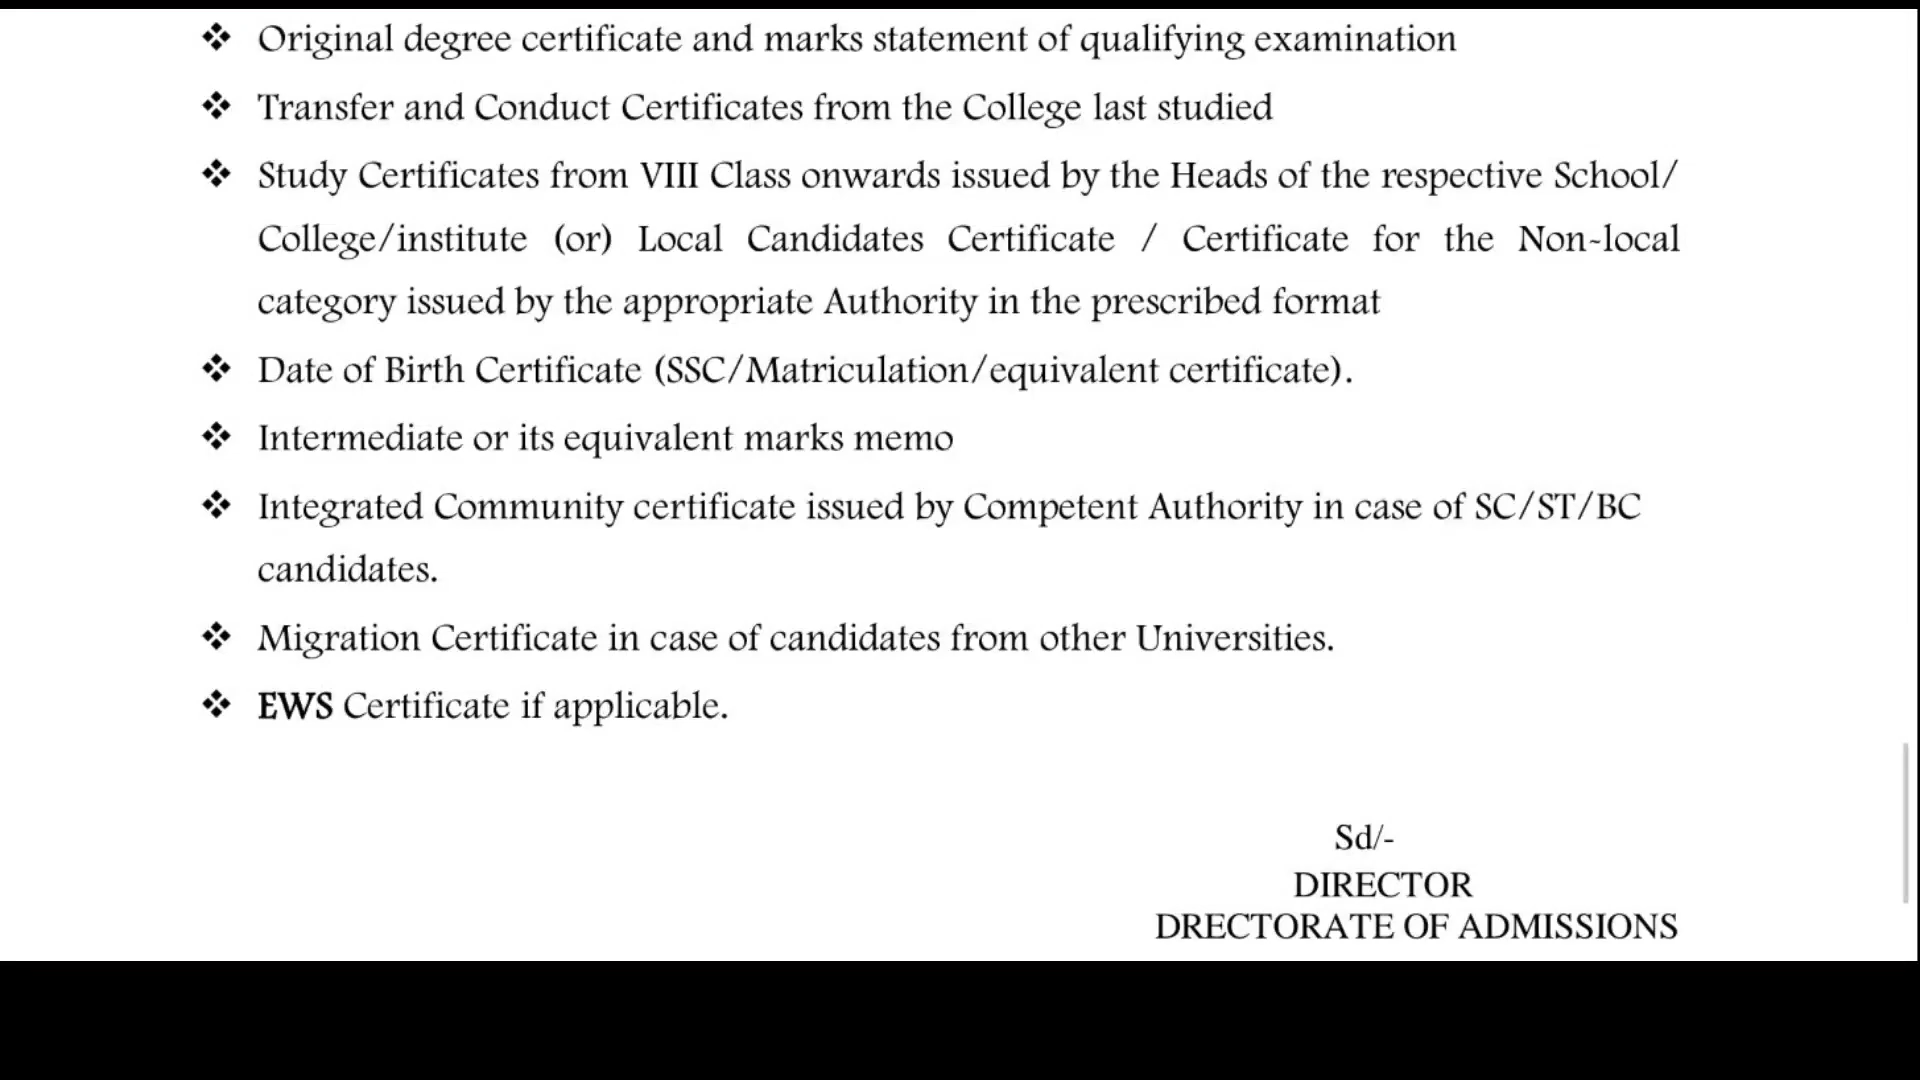 ❖ Original degree certificate and marks statement of qualifying examination
❖ Transfer and Conduct Certificates from the College last studied
❖ Study Certificates from VIII Class onwards issued by the Heads of the respective School/
College/institute (or) Local Candidates Certificate / Certificate for the Non-local
category issued by the appropriate Authority in the prescribed format
❖ Date of Birth Certificate (SSC/Matriculation/equivalent certificate).
❖ Intermediate or its equivalent marks memo
❖ Integrated Community certificate issued by Competent Authority in case of SC/ST/BC
candidates.
❖ Migration Certificate in case of candidates from other Universities.
❖ EWS Certificate if applicable.
Sd/-
DIRECTOR
DRECTORATE OF ADMISSIONS